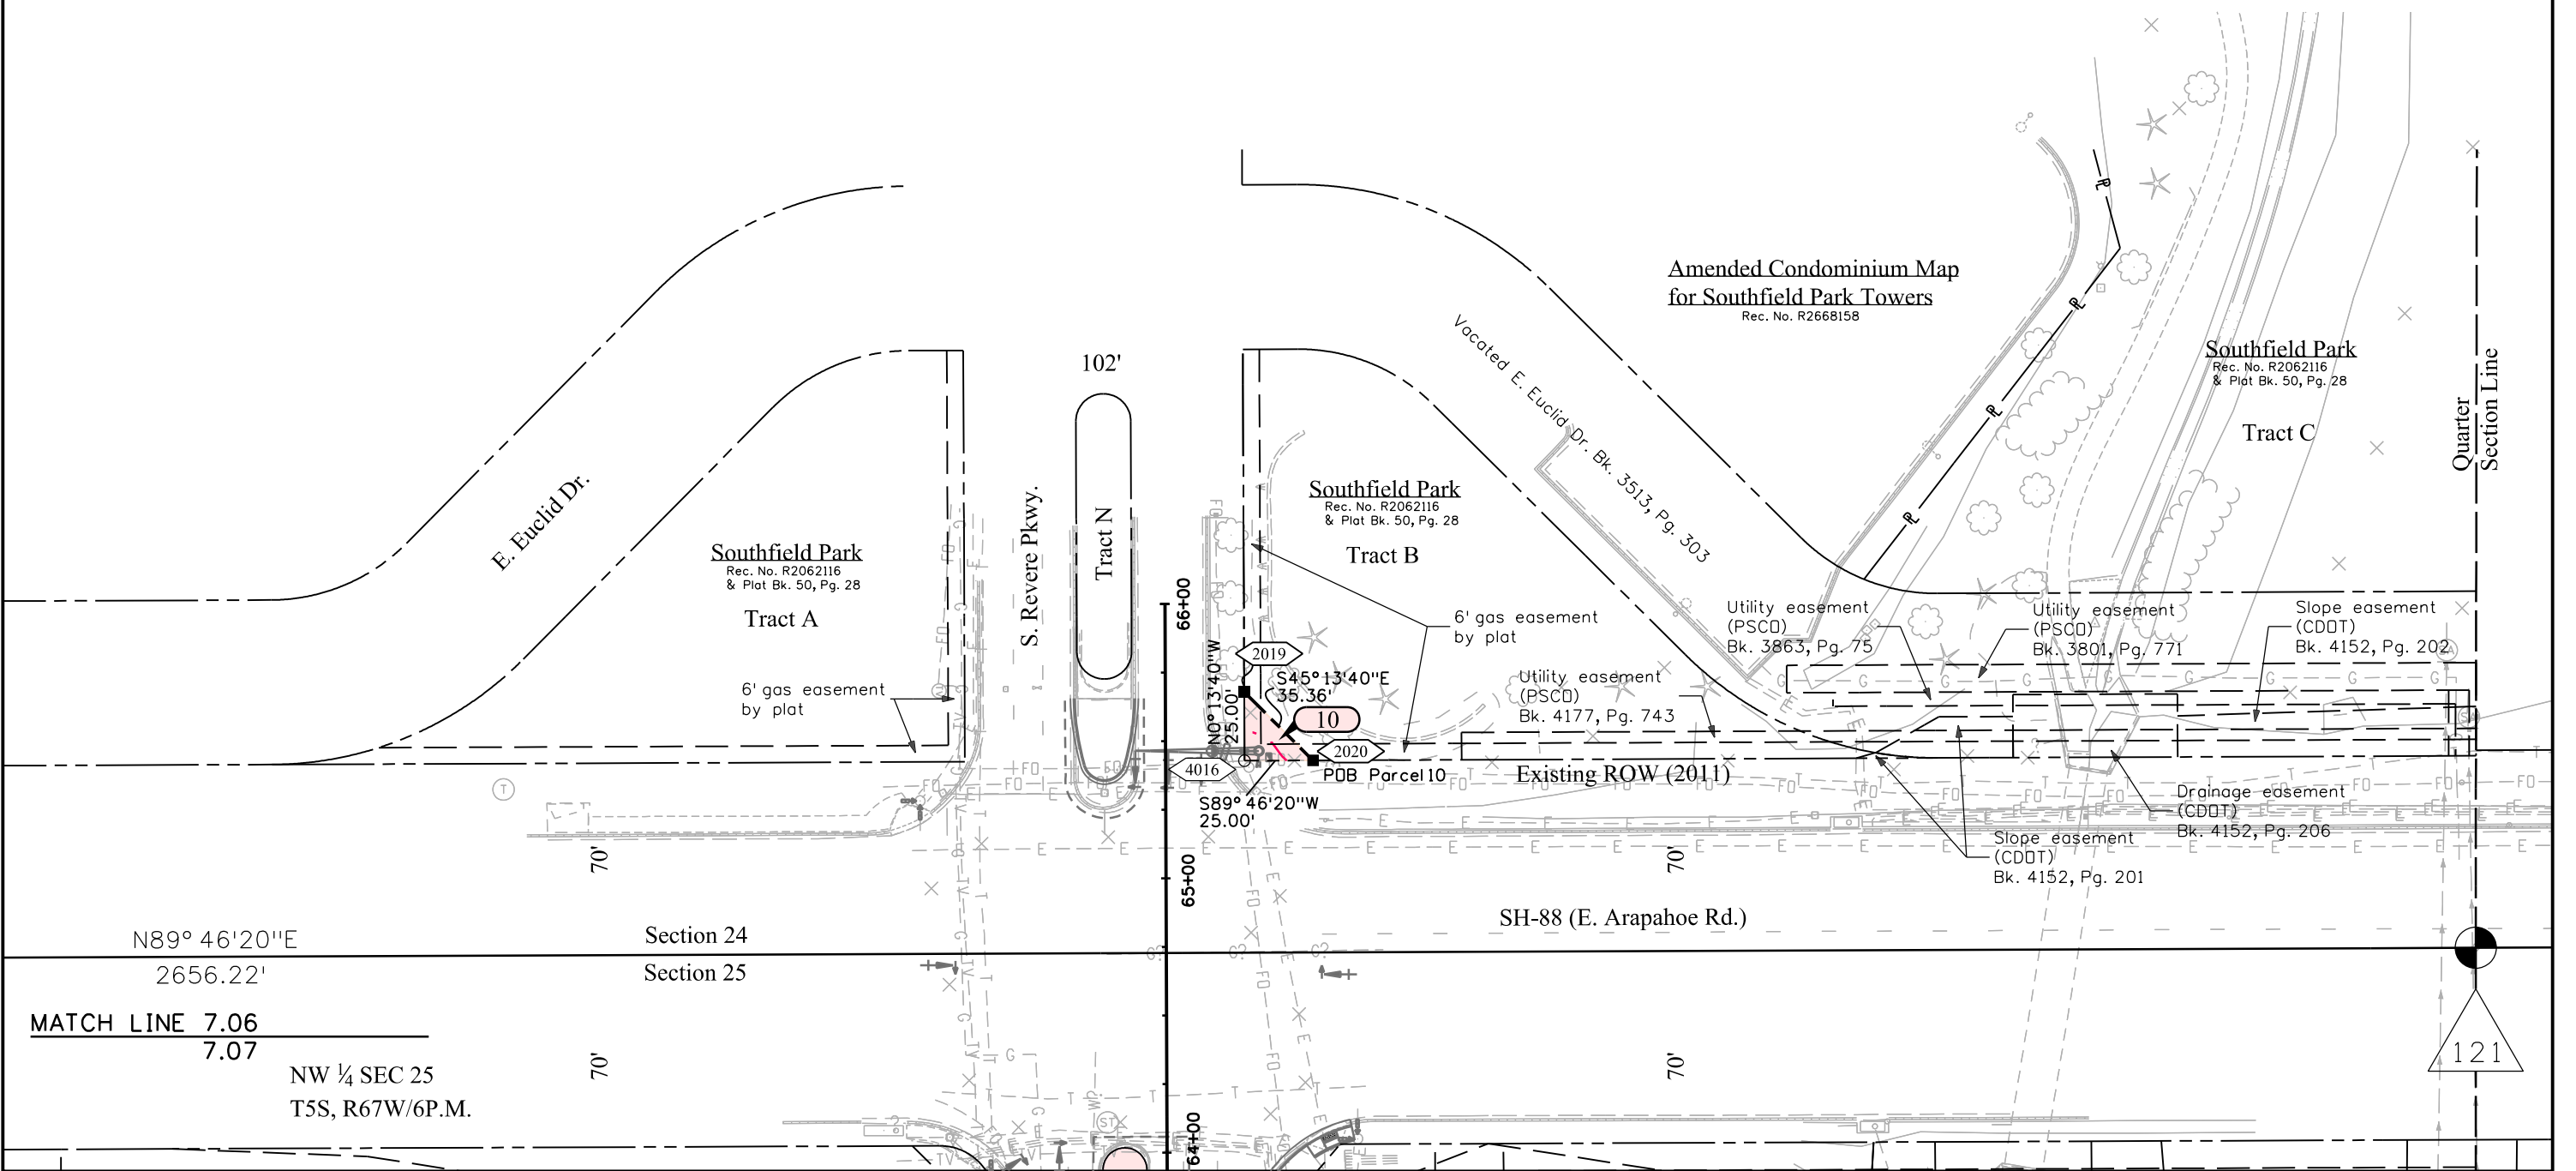 Amended Condominium Map
for Southfield Park Towers
Rec. No. R2668158
Vacated E. Euclid Dr. Bk. 3513, Pg. 303
Southfield Park
Rec. No. R2062116
& Plat Bk. 50, Pg. 28
Tract C
Quarter
Section Line
102'
E. Euclid Dr.
Southfield Park
Rec. No. R2062116
& Plat Bk. 50, Pg. 28
Tract A
S. Revere Pkwy.
Tract N
Southfield Park
Rec. No. R2062116
& Plat Bk. 50, Pg. 28
Tract B
66+00
6' gas easement
by plat
6' gas easement
by plat
Utility easement
(PSCO)
Bk. 3863, Pg. 75
Utility easement
(PSCO)
Bk. 3801, Pg. 771
Slope easement
(CDOT)
Bk. 4152, Pg. 202
Utility easement
(PSCO)
Bk. 4177, Pg. 743
N0° 13'40"W
25.00'
2019
S45° 13'40"E
35.36'
10
2020
4016
POB Parcel 10
S89° 46'20"W
25.00'
Existing ROW (2011)
Drainage easement
(CDOT)
Bk. 4152, Pg. 206
Slope easement
(CDOT)
Bk. 4152, Pg. 201
70'
70'
65+00
SH-88 (E. Arapahoe Rd.)
N89° 46'20"E
2656.22'
Section 24
Section 25
MATCH LINE 7.06
7.07
NW ¼ SEC 25
T5S, R67W/6P.M.
70'
70'
64+00
121